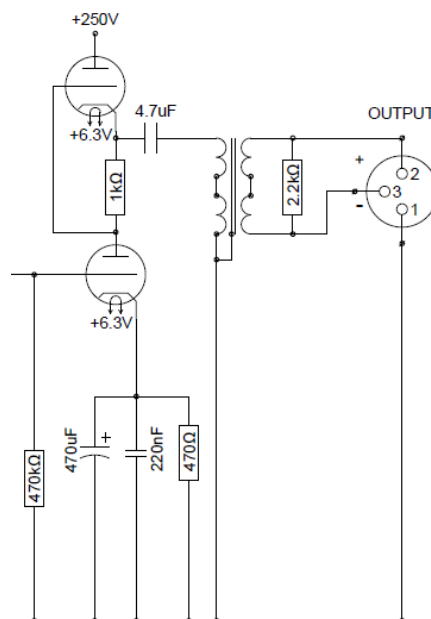 +250V
4.7uF
OUTPUT
+6.3V
1kΩ
2.2kΩ
+
2
3
-
1
+6.3V
470kΩ
470uF
+
220nF
470Ω